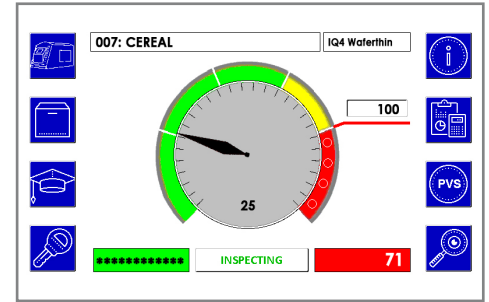 007: CEREAL
IQ4 Waferthin
100
PVS
25
************
INSPECTING
71